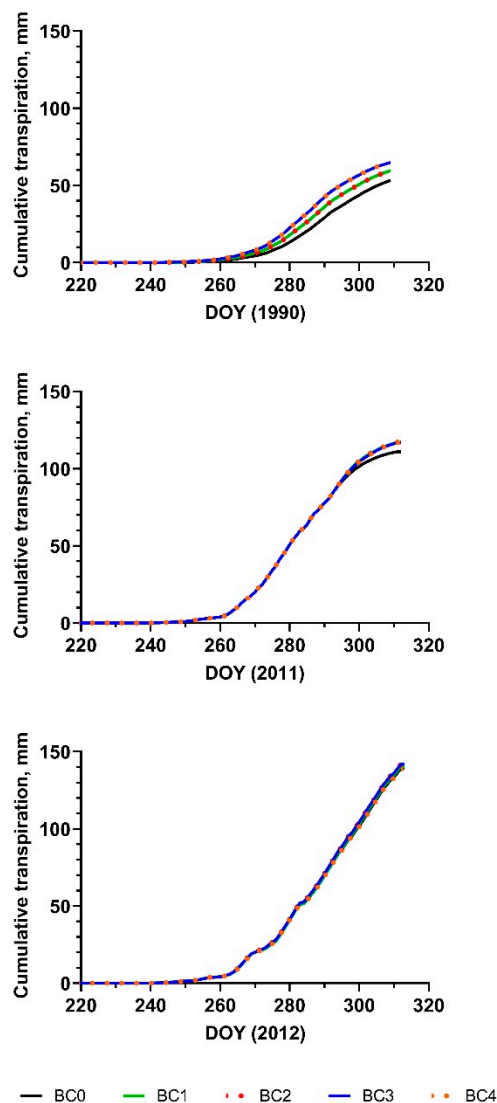 Cumulative transpiration, mm
150
100
50
0
220 240 260 280 300 320
DOY (1990)
Cumulative transpiration, mm
150
100
50
0
220 240 260 280 300 320
DOY (2011)
Cumulative transpiration, mm
150
100
50
0
220 240 260 280 300 320
DOY (2012)
BC0 BC1 BC2 BC3 BC4